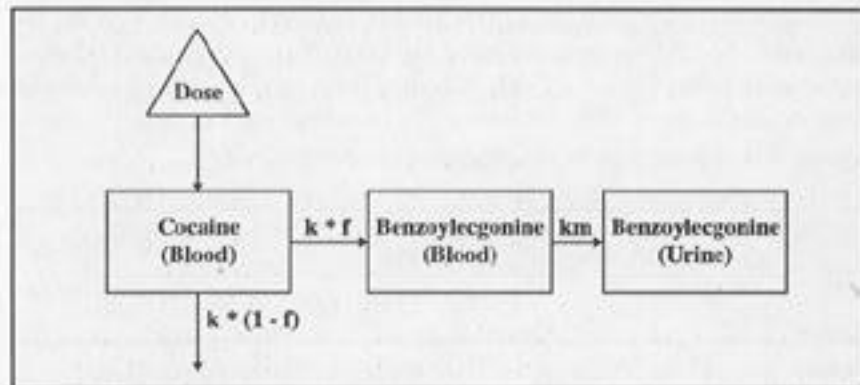 Dose
Cocaine
(Blood)
k * f
Benzoylecgonine
(Blood)
km
Benzoylecgonine
(Urine)
k * (1 - f)